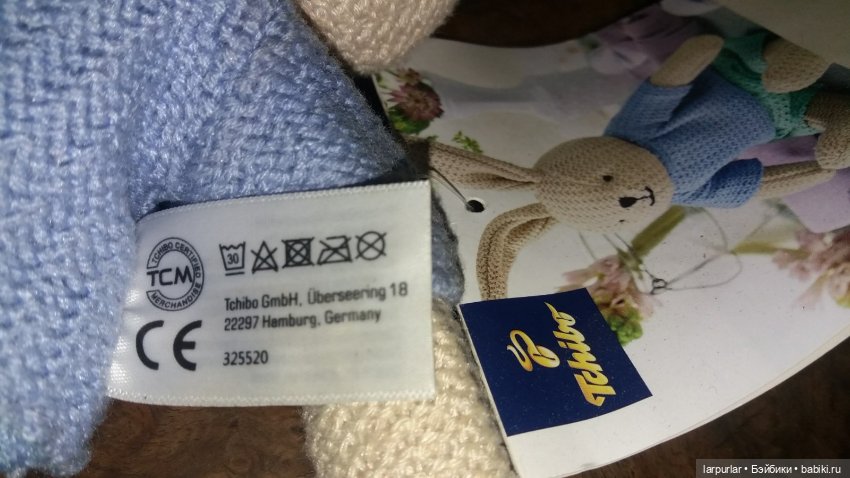 TCHIBO CERTIFIED
TCM
MERCHANDISE
30
Tchibo GmbH, Überseering 18
22297 Hamburg, Germany
CE
325520
Tchibo
larpurlar • Бэйбики • babiki.ru